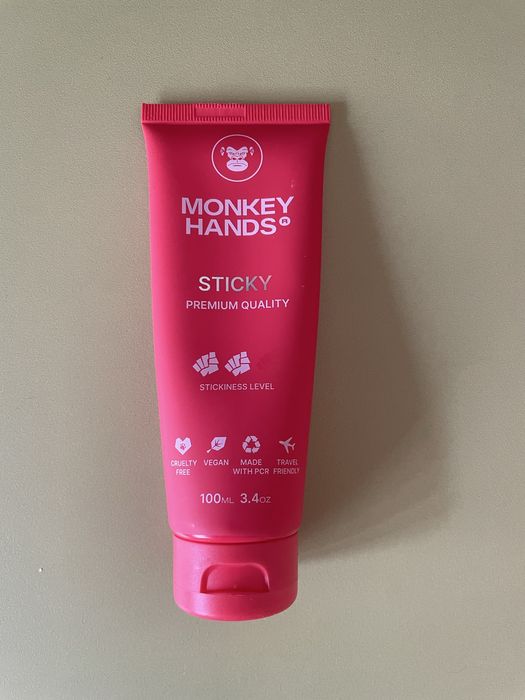 MONKEY
HANDS®
STICKY
PREMIUM QUALITY
STICKINESS LEVEL
CRUELTY FREE
VEGAN
MADE WITH PCR
TRAVEL FRIENDLY
100ML 3.4OZ